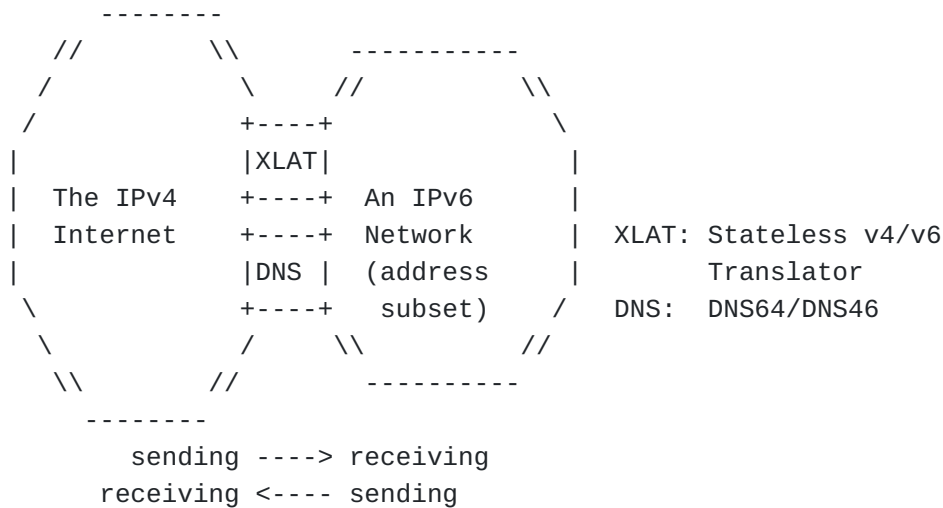 XLAT
The IPv4 An IPv6
Internet Network XLAT: Stateless v4/v6
DNS (address Translator
subset) DNS: DNS64/DNS46
sending ----> receiving
receiving <---- sending